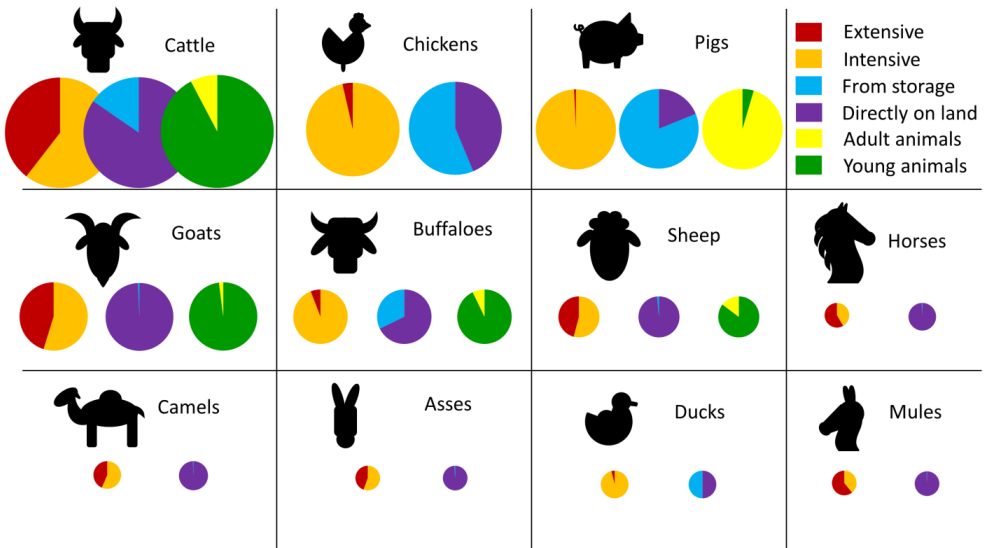 Cattle
Chickens
Pigs
Extensive
Intensive
From storage
Directly on land
Adult animals
Young animals
Goats
Buffaloes
Sheep
Horses
Camels
Asses
Ducks
Mules